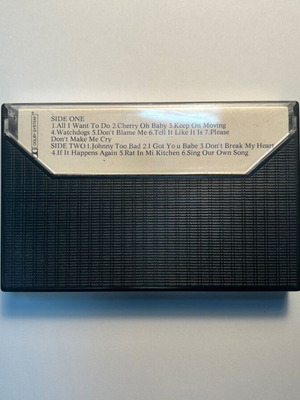 SIDE ONE
1.All I Want To Do 2.Cherry Oh Baby 3.Keep On Moving
4.Watchdogs 5.Don't Blame Me 6.Tell It Like It Is 7.Please
Don't Make Me Cry
SIDE TWO 1.Johnny Too Bad 2.I Got Yo u Babe 3.Don't Break My Heart
4.If It Happens Again 5.Rat In Mi Kitchen 6.Sing Our Own Song
DOLBY SYSTEM